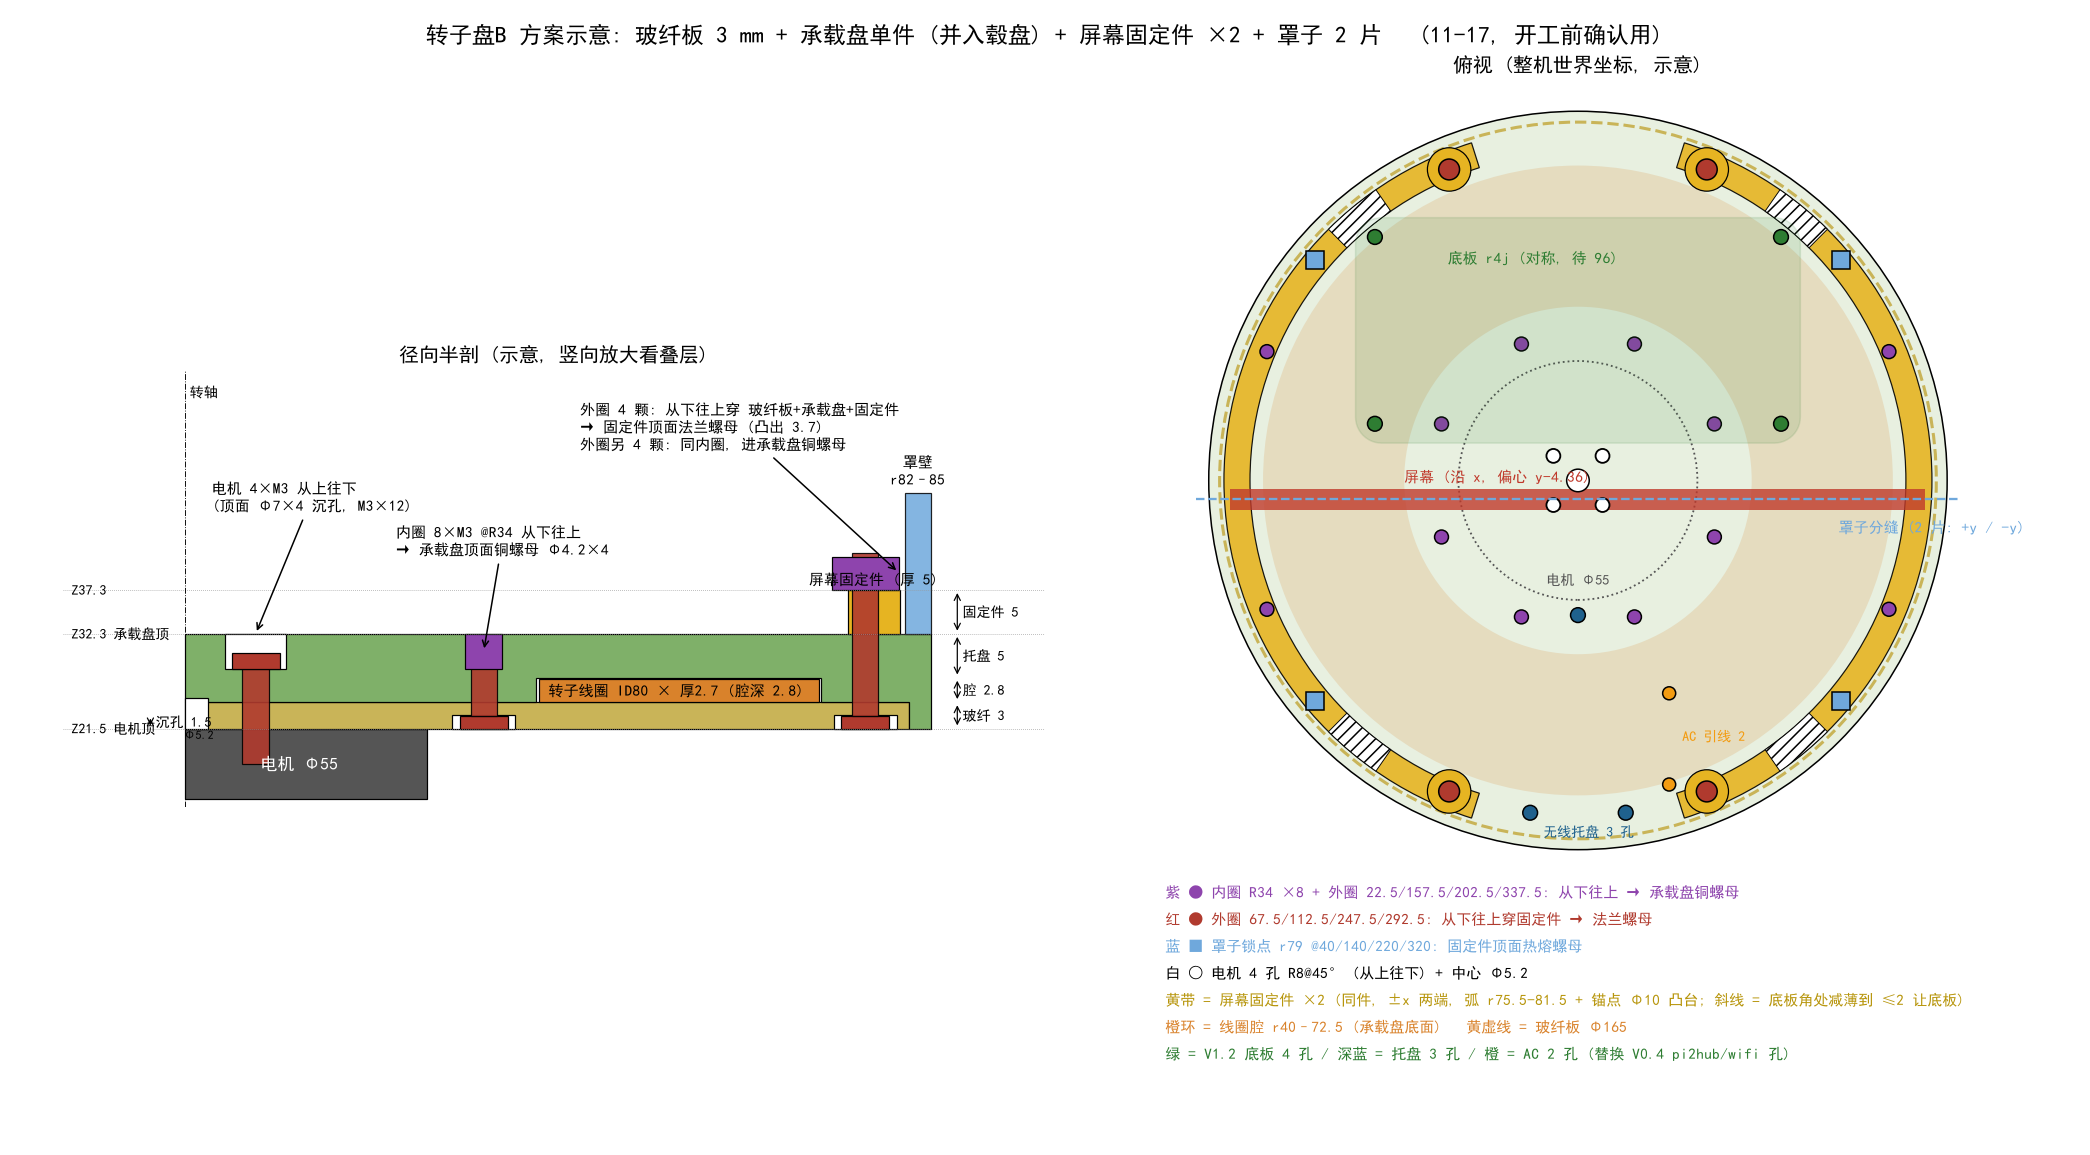 转子盘B 方案示意: 玻纤板 3 mm + 承载盘单件 (并入毂盘) + 屏幕固定件 ×2 + 罩子 2 片 (11-17, 开工前确认用)
俯视 (整机世界坐标, 示意)
径向半剖 (示意, 竖向放大看叠层)
转轴
外圈 4 颗: 从下往上穿 玻纤板+承载盘+固定件
→ 固定件顶面法兰螺母 (凸出 3.7)
外圈另 4 颗: 同内圈, 进承载盘铜螺母
罩壁
r82–85
电机 4×M3 从上往下
(顶面 Φ7×4 沉孔, M3×12)
内圈 8×M3 @R34 从下往上
→ 承载盘顶面铜螺母 Φ4.2×4
屏幕固定件 (厚 5)
Z37.3
固定件 5
Z32.3 承载盘顶
托盘 5
转子线圈 ID80 × 厚2.7 (腔深 2.8)
腔 2.8
玻纤 3
沉孔 1.5
Z21.5 电机顶
Φ5.2
电机 Φ55
底板 r4j (对称, 待 96)
屏幕 (沿 x, 偏心 y-4.36)
罩子分缝 (2 片: +y / -y)
电机 Φ55
AC 引线 2
无线托盘 3 孔
紫 ● 内圈 R34 ×8 + 外圈 22.5/157.5/202.5/337.5: 从下往上 → 承载盘铜螺母
红 ● 外圈 67.5/112.5/247.5/292.5: 从下往上穿固定件 → 法兰螺母
蓝 ■ 罩子锁点 r79 @40/140/220/320: 固定件顶面热熔螺母
白 ○ 电机 4 孔 R8@45° (从上往下) + 中心 Φ5.2
黄带 = 屏幕固定件 ×2 (同件, ±x 两端, 弧 r75.5-81.5 + 锚点 Φ10 凸台; 斜线 = 底板角处减薄到 ≤2 让底板)
橙环 = 线圈腔 r40–72.5 (承载盘底面) 黄虚线 = 玻纤板 Φ165
绿 = V1.2 底板 4 孔 / 深蓝 = 托盘 3 孔 / 橙 = AC 2 孔 (替换 V0.4 pi2hub/wifi 孔)